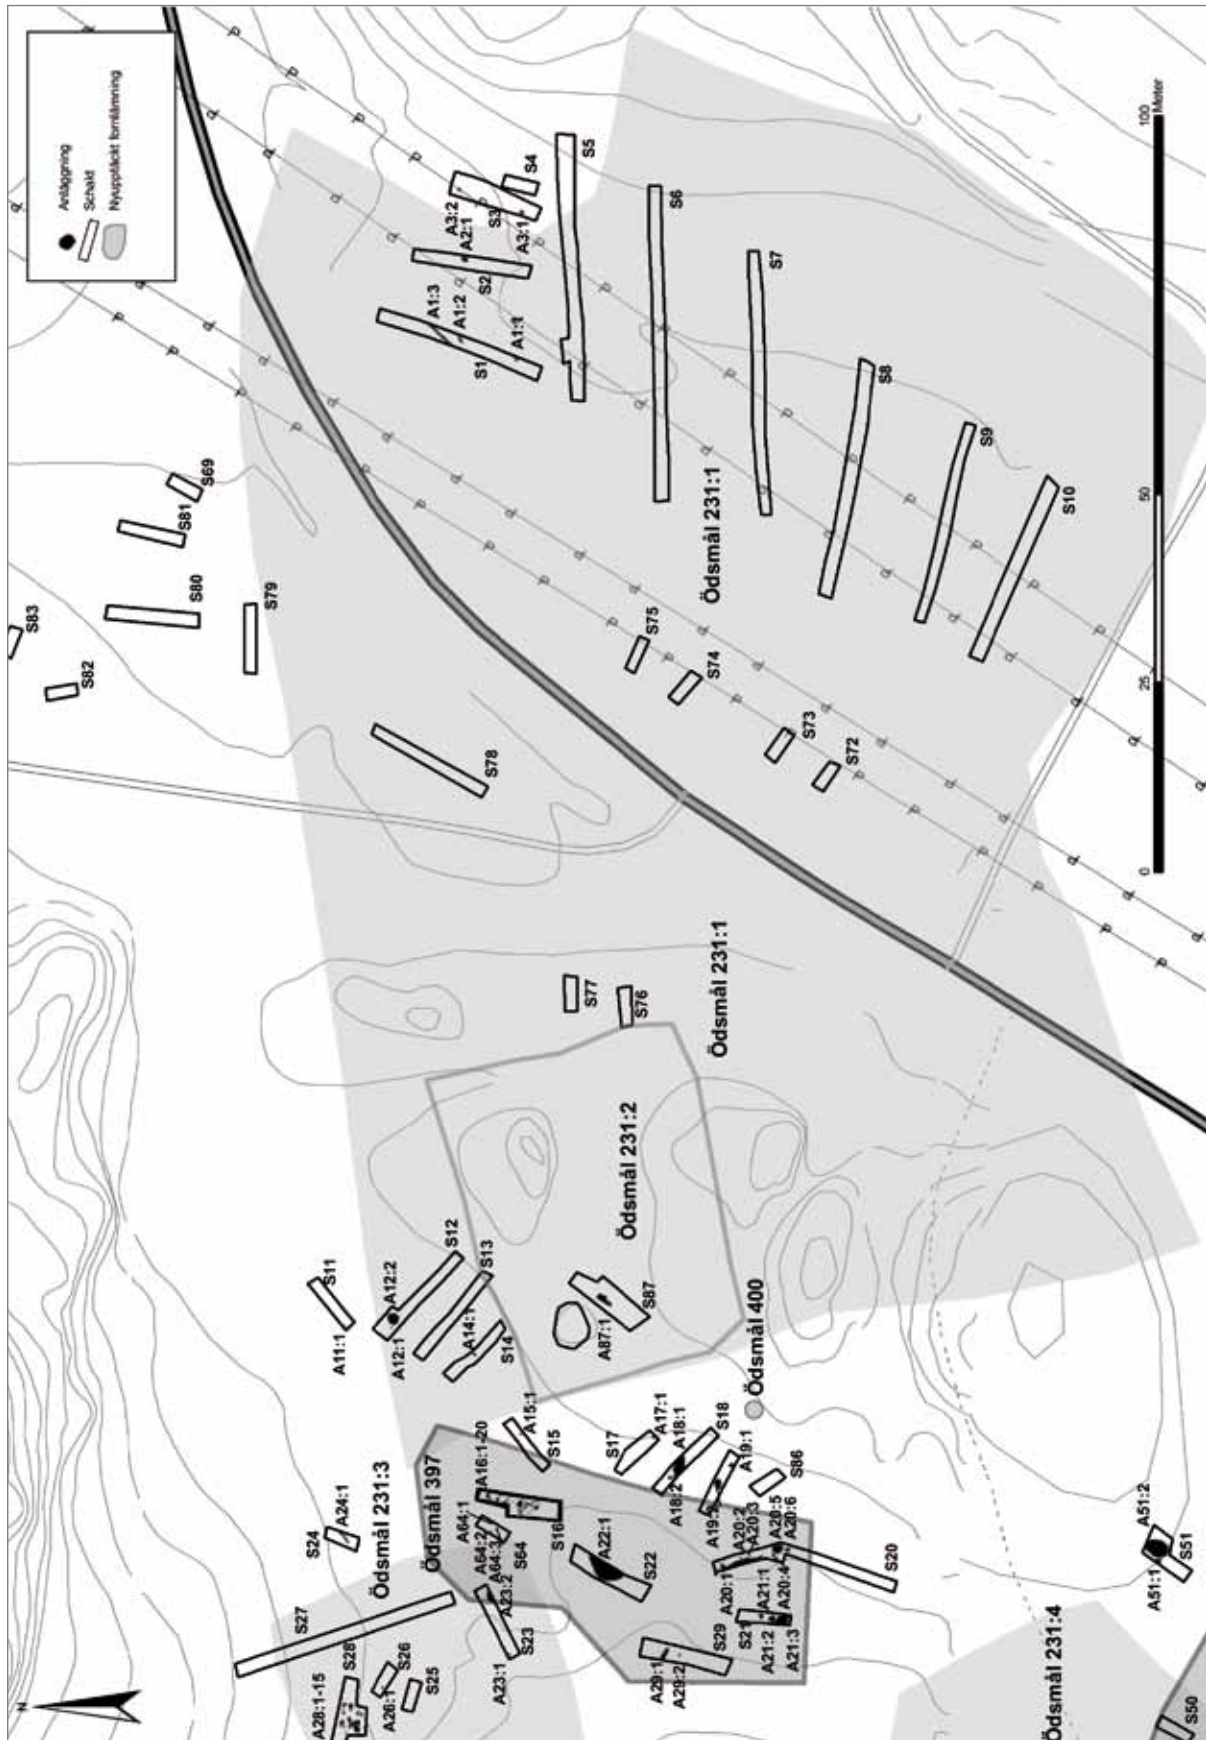 Anläggning
Schakt
Nyupptäckt fornlämning
N
S83
S82
S80
S81
S69
S79
S78
A3:2
A2:1
S3
S4
A3:1
S2
S5
A1:3
A1:2
S1
A1:1
S6
S7
S8
S9
S10
Ödsmål 231:1
S75
S74
S73
S72
0
25
50
100
Meter
S77
S76
Ödsmål 231:1
Ödsmål 231:2
S11
A11:1
S12
A12:2
A12:1
S13
A14:1
S14
A87:1
S87
Ödsmål 400
A15:1
S15
S17
A17:1
A18:1
S18
A18:2
A19:1
A19:2
S86
Ödsmål 231:3
Ödsmål 397
S24
A24:1
A16:1-20
S16
A64:1
A64:2
A64:3
S64
A22:1
S22
A23:2
S23
A23:1
A20:1
A20:2
A20:3
A20:5
A20:6
A20:4
S20
S21
A21:1
A21:2
A21:3
S29
A29:1
A29:2
S27
S28
A28:1-15
S26
A26:1
S25
A51:2
A51:1
S51
Ödsmål 231:4
S50